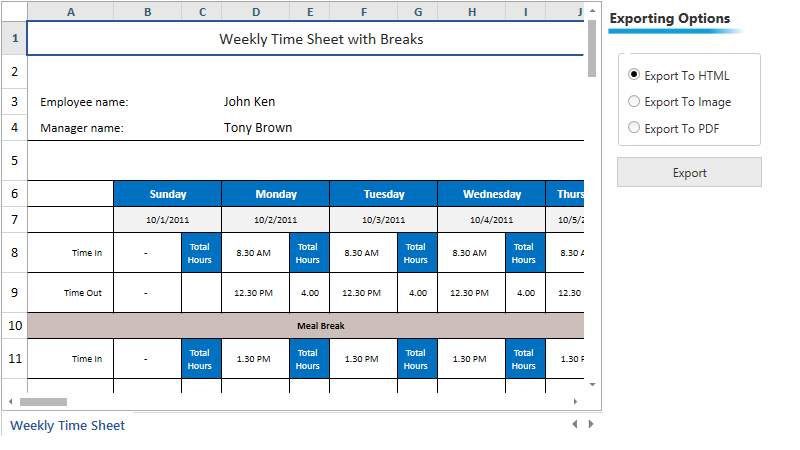 A B C D E F G H I J
1 Weekly Time Sheet with Breaks
2
3 Employee name: John Ken
4 Manager name: Tony Brown
5
6 Sunday Monday Tuesday Wednesday Thurs
7 10/1/2011 10/2/2011 10/3/2011 10/4/2011 10/5/2
8 Time In - Total Hours 8.30 AM Total Hours 8.30 AM Total Hours 8.30 AM Total Hours 8.30 A
9 Time Out - 12.30 PM 4.00 12.30 PM 4.00 12.30 PM 4.00 12.30
10 Meal Break
11 Time In - Total Hours 1.30 PM Total Hours 1.30 PM Total Hours 1.30 PM Total Hours 1.30 P
Weekly Time Sheet
Exporting Options
Export To HTML
Export To Image
Export To PDF
Export